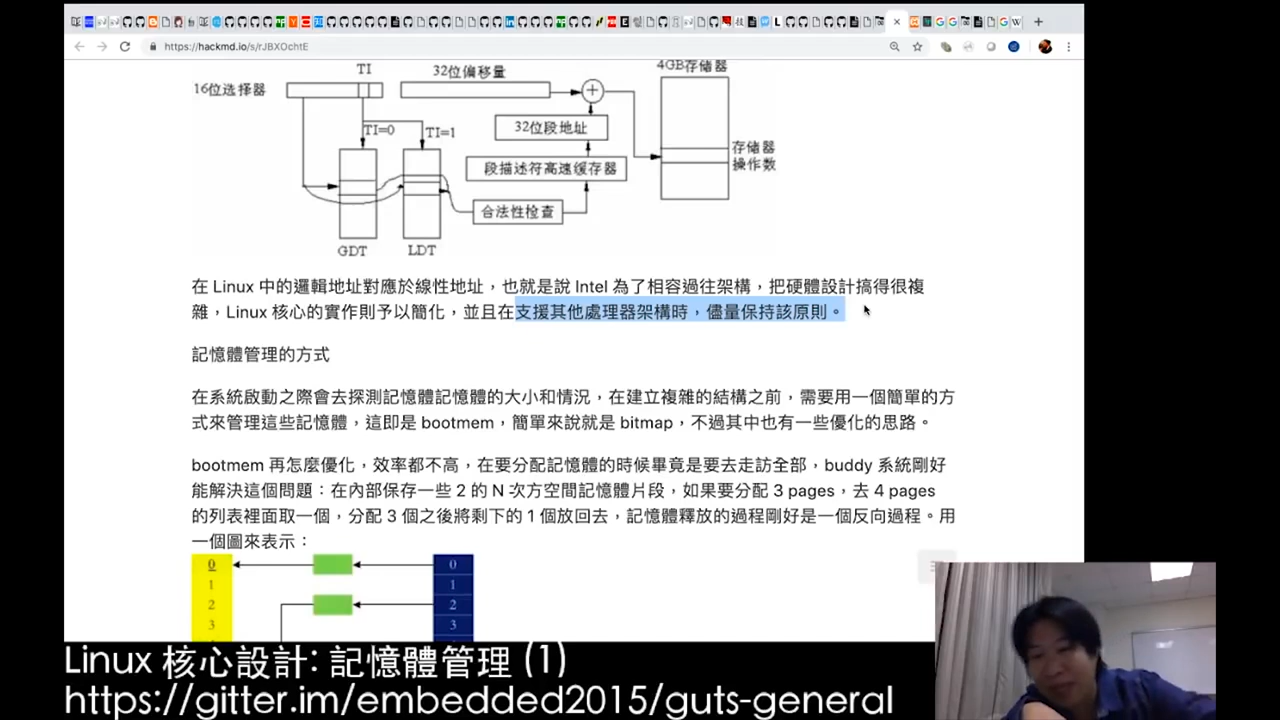 https://hackmd.io/s/rJBXOchtE
TI
32位偏移量
4GB存储器
16位选择器
TI=0
TI=1
32位段地址
存储器
操作数
段描述符高速缓存器
合法性检查
GDT
LDT
在 Linux 中的邏輯地址對應於線性地址，也就是說 Intel 為了相容過往架構，把硬體設計搞得很複
雜，Linux 核心的實作則予以簡化，並且在支援其他處理器架構時，儘量保持該原則。
記憶體管理的方式
在系統啟動之際會去探測記憶體記憶體的大小和情況，在建立複雜的結構之前，需要用一個簡單的方
式來管理這些記憶體，這即是 bootmem，簡單來說就是 bitmap，不過其中也有一些優化的思路。
bootmem 再怎麼優化，效率都不高，在要分配記憶體的時候畢竟是要去走訪全部，buddy 系統剛好
能解決這個問題：在內部保存一些 2 的 N 次方空間記憶體片段，如果要分配 3 pages，去 4 pages
的列表裡面取一個，分配 3 個之後將剩下的 1 個放回去，記憶體釋放的過程剛好是一個反向過程。用
一個圖來表示：
0
0
1
1
2
2
3
3
Linux 核心設計: 記憶體管理 (1)
https://gitter.im/embedded2015/guts-general